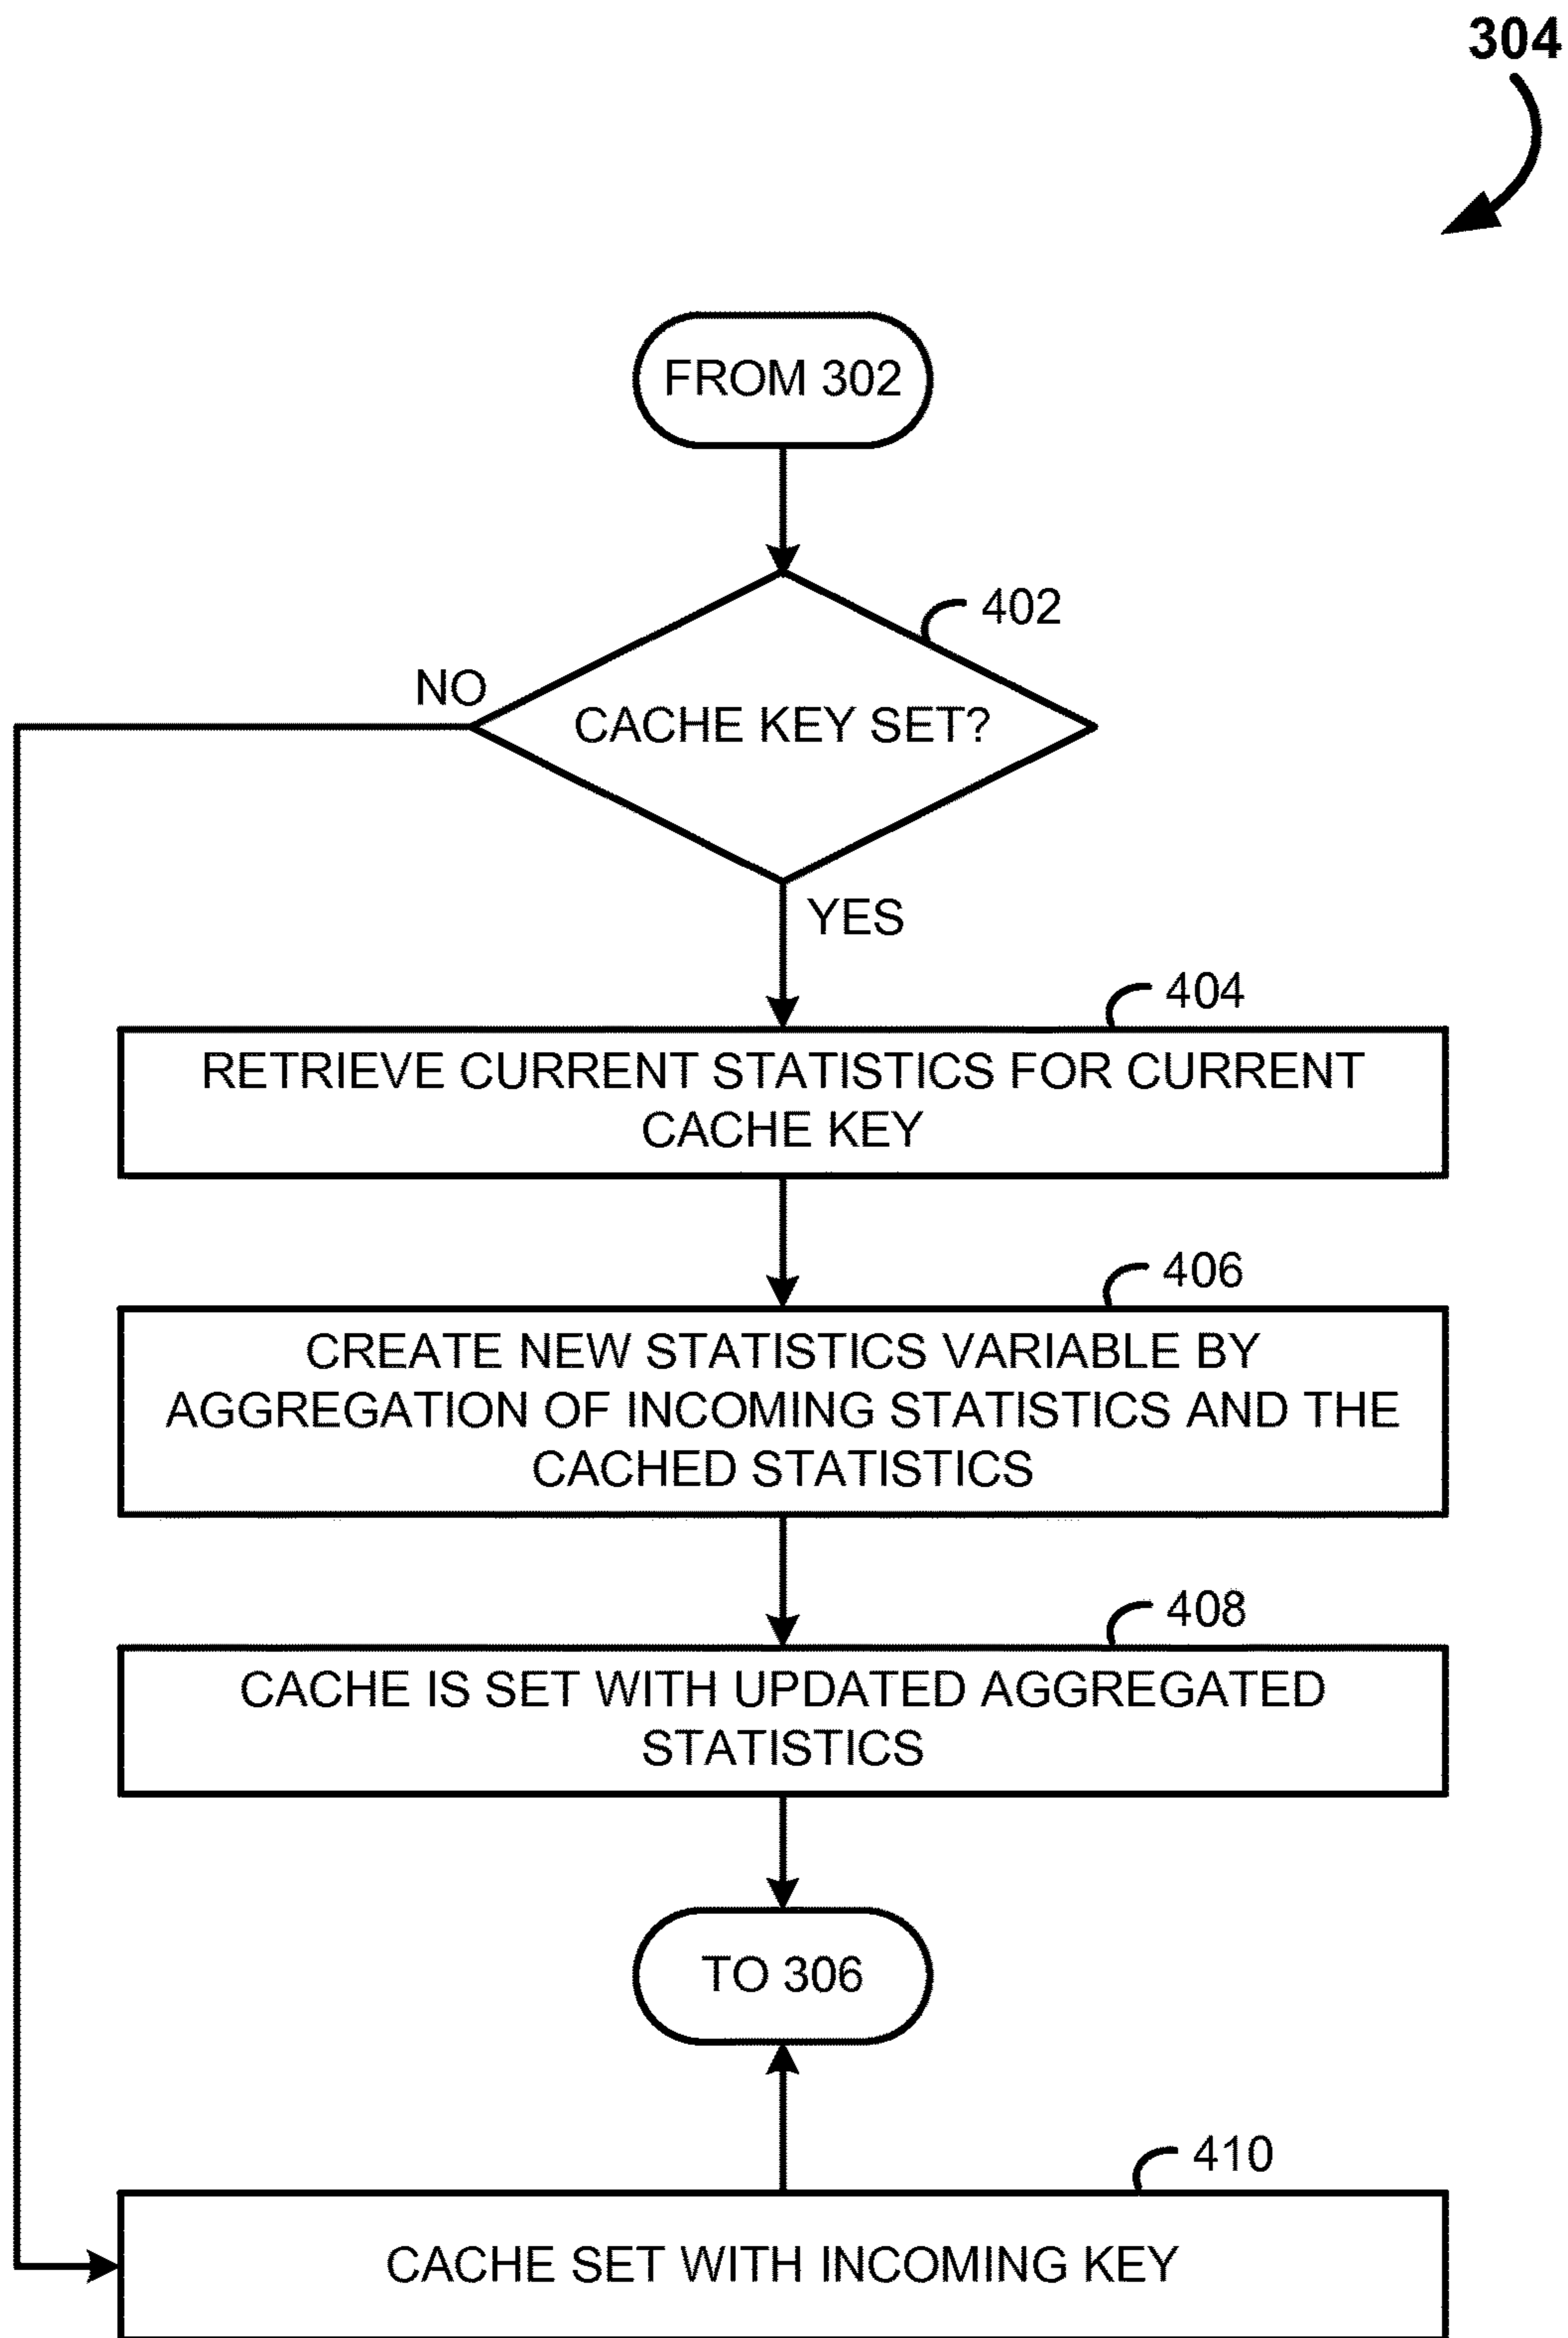 304
FROM 302
402
NO
CACHE KEY SET?
YES
404
RETRIEVE CURRENT STATISTICS FOR CURRENT
CACHE KEY
406
CREATE NEW STATISTICS VARIABLE BY
AGGREGATION OF INCOMING STATISTICS AND THE
CACHED STATISTICS
408
CACHE IS SET WITH UPDATED AGGREGATED
STATISTICS
TO 306
410
CACHE SET WITH INCOMING KEY